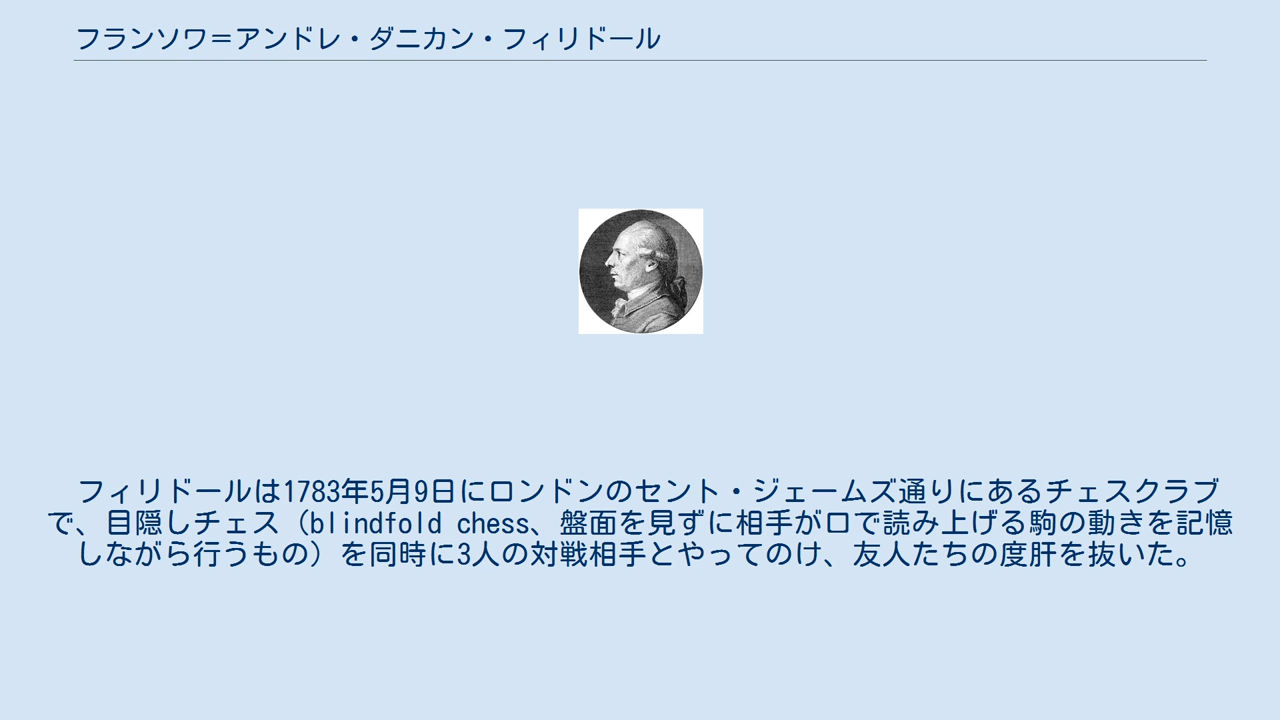 フランソワ＝アンドレ・ダニカン・フィリドール
フィリドールは1783年5月9日にロンドンのセント・ジェームズ通りにあるチェスクラブ
で、目隠しチェス（blindfold chess、盤面を見ずに相手が口で読み上げる駒の動きを記憶
しながら行うもの）を同時に3人の対戦相手とやってのけ、友人たちの度肝を抜いた。